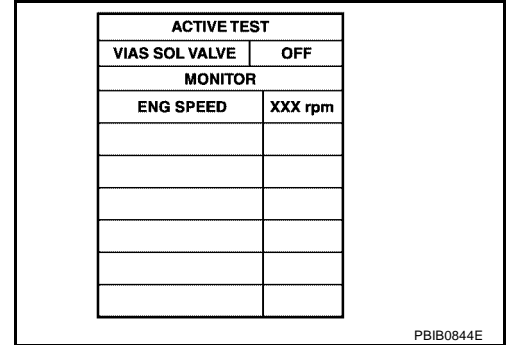 ACTIVE TEST
VIAS SOL VALVE OFF
MONITOR
ENG SPEED XXX rpm
PBIB0844E